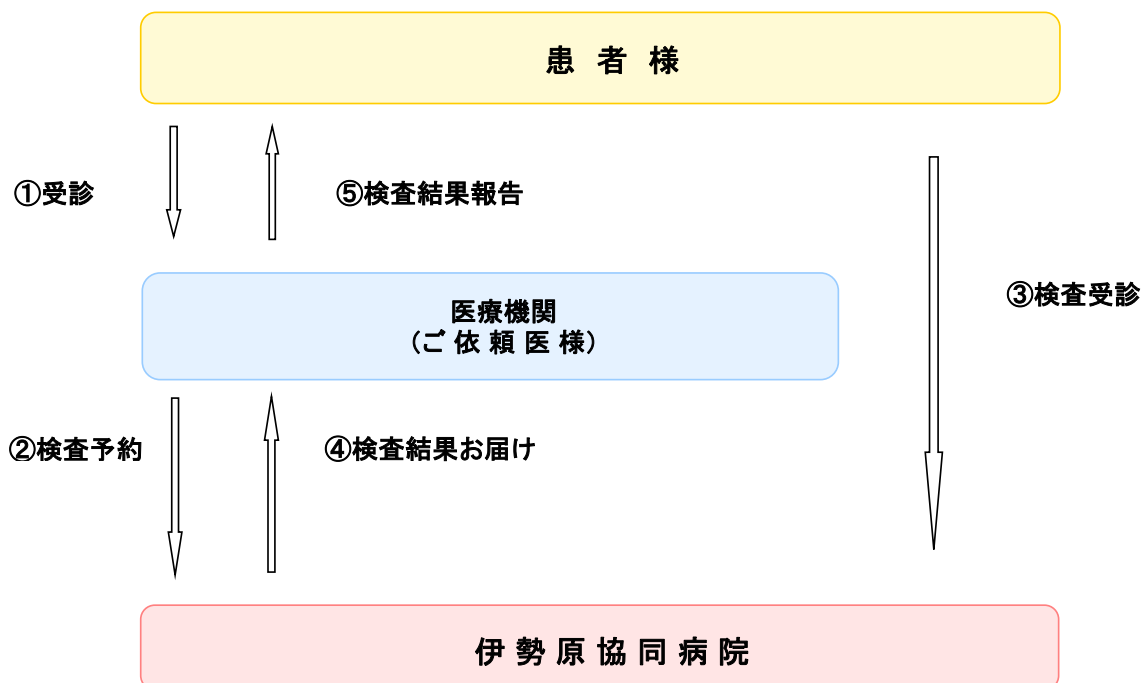 患 者 様
①受診
⑤検査結果報告
③検査受診
医療機関
（ご 依 頼 医 様）
②検査予約
④検査結果お届け
伊 勢 原 協 同 病 院